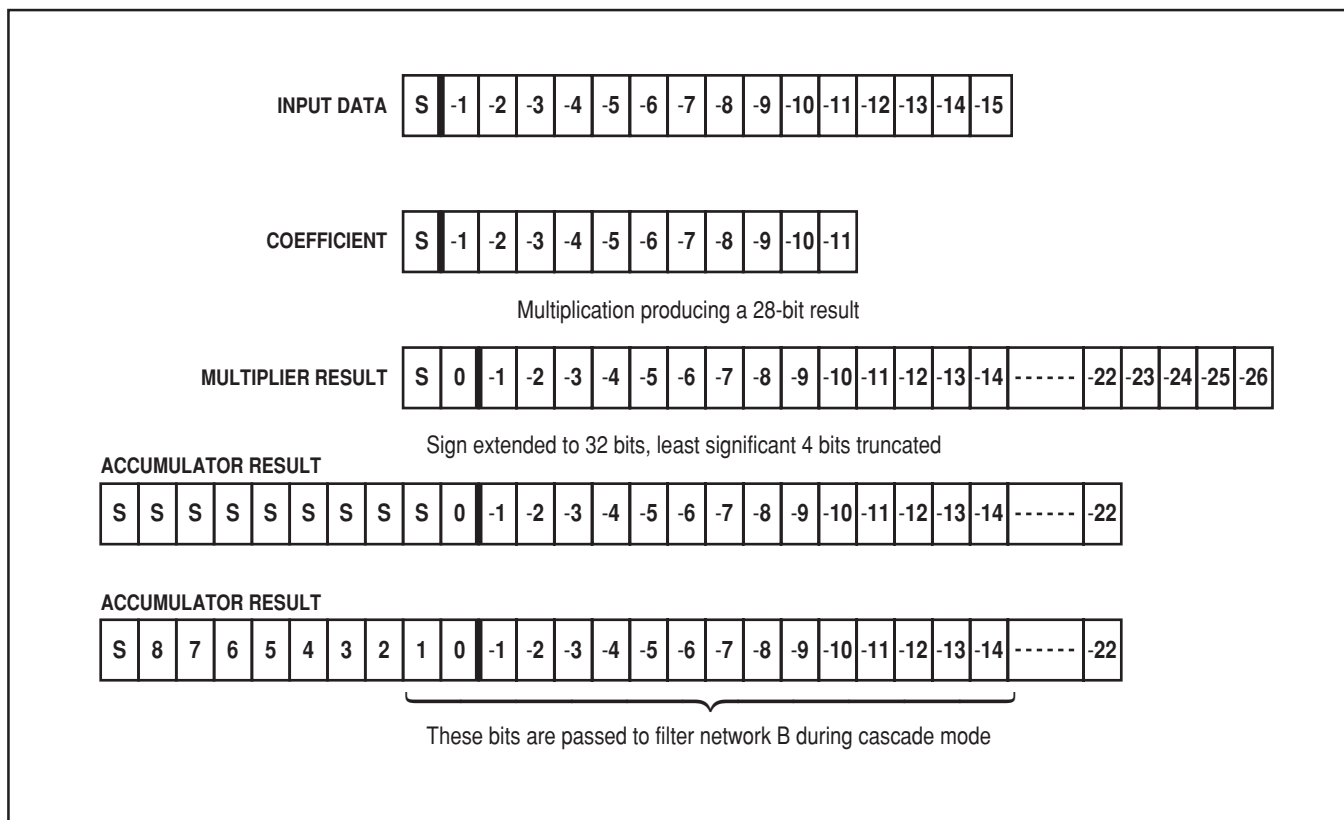 INPUT DATA S -1 -2 -3 -4 -5 -6 -7 -8 -9 -10 -11 -12 -13 -14 -15
COEFFICIENT S -1 -2 -3 -4 -5 -6 -7 -8 -9 -10 -11
Multiplication producing a 28-bit result
MULTIPLIER RESULT S 0 -1 -2 -3 -4 -5 -6 -7 -8 -9 -10 -11 -12 -13 -14 ------ -22 -23 -24 -25 -26
Sign extended to 32 bits, least significant 4 bits truncated
ACCUMULATOR RESULT
S S S S S S S S S 0 -1 -2 -3 -4 -5 -6 -7 -8 -9 -10 -11 -12 -13 -14 ------ -22
ACCUMULATOR RESULT
S 8 7 6 5 4 3 2 1 0 -1 -2 -3 -4 -5 -6 -7 -8 -9 -10 -11 -12 -13 -14 ------ -22
These bits are passed to filter network B during cascade mode